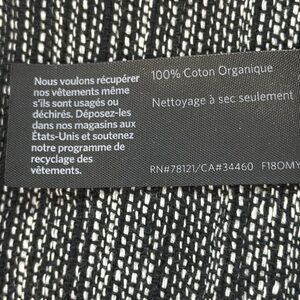 Nous voulons récupérer
nos vêtements même
s'ils sont usagés ou
déchirés. Déposez-les
dans nos magasins aux
États-Unis et soutenez
notre programme de
recyclage des
vêtements.
100% Coton Organique
Nettoyage à sec seulement
RN#78121/CA#34460 F18OMY